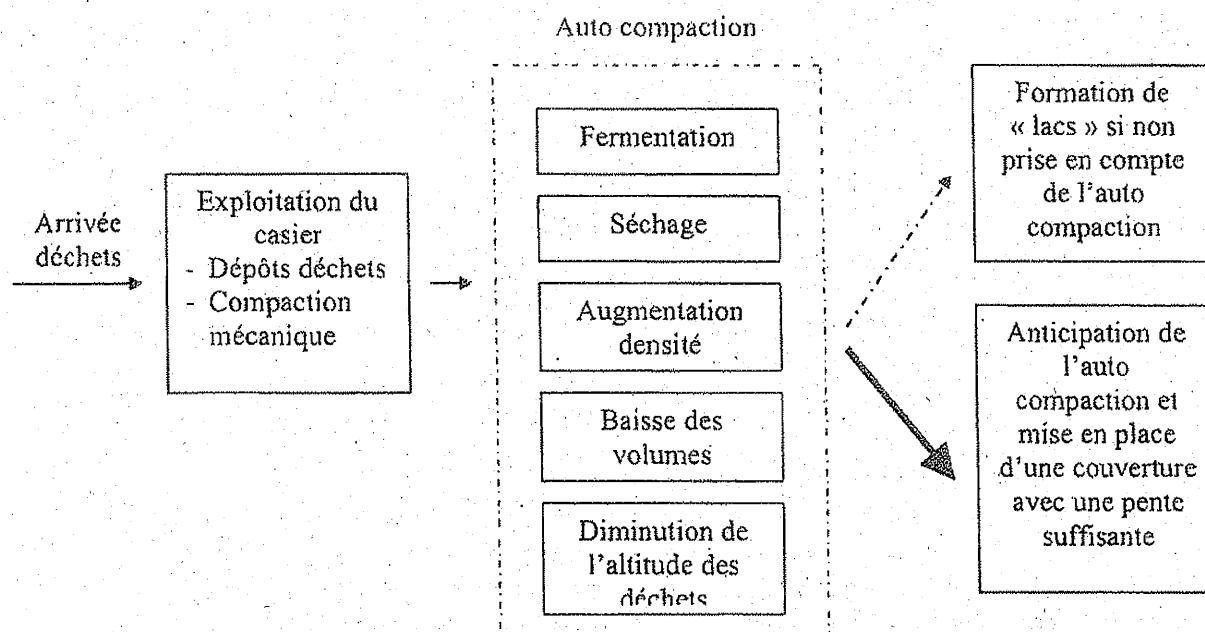 Auto compaction
Arrivée
déchets
Exploitation du
casier
- Dépôts déchets
- Compaction
mécanique
Fermentation
Séchage
Augmentation
densité
Baisse des
volumes
Diminution de
l'altitude des
déchets
Formation de
« lacs » si non
prise en compte
de l'auto
compaction
Anticipation de
l'auto
compaction et
mise en place
d'une couverture
avec une pente
suffisante